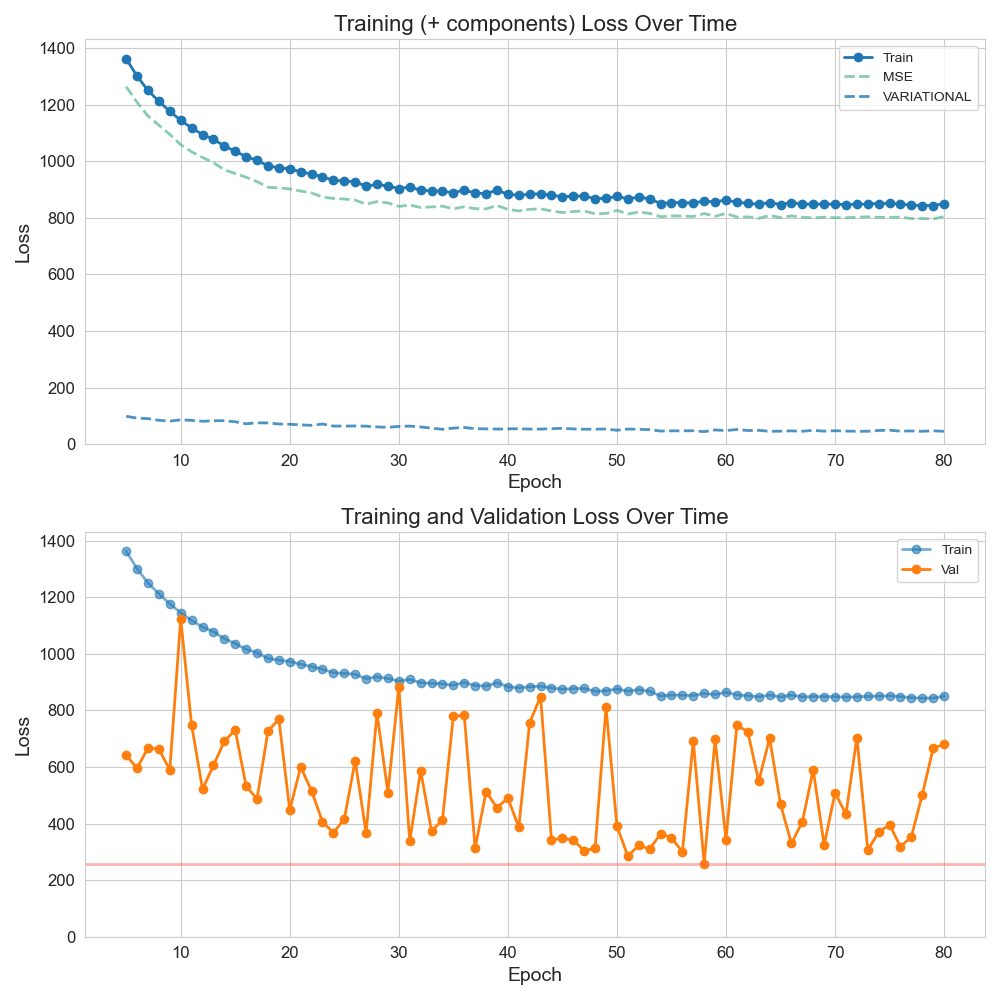 Training (+ components) Loss Over Time
1400
1200
1000
800
600
400
200
0
Loss
Train
MSE
VARIATIONAL
10 20 30 40 50 60 70 80
Epoch
Training and Validation Loss Over Time
1400
1200
1000
800
600
400
200
0
Loss
Train
Val
10 20 30 40 50 60 70 80
Epoch